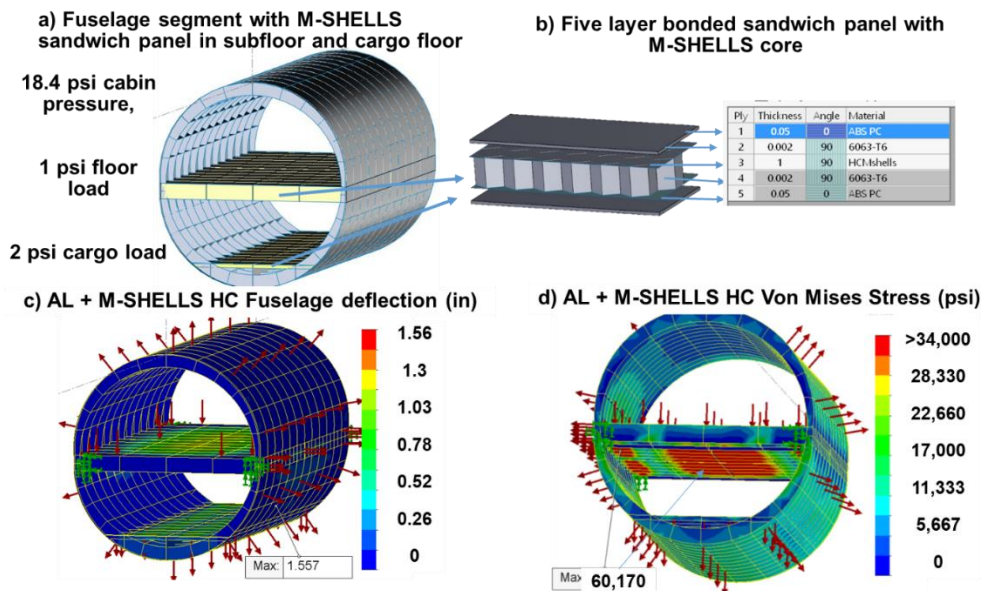 a) Fuselage segment with M-SHELLS
sandwich panel in subfloor and cargo floor
18.4 psi cabin
pressure,
1 psi floor
load
2 psi cargo load
b) Five layer bonded sandwich panel with
M-SHELLS core
Ply Thickness Angle Material
1 0.05 0 ABS PC
2 0.002 90 6063-T6
3 1 90 HCMshells
4 0.002 90 6063-T6
5 0.05 0 ABS PC
c) AL + M-SHELLS HC Fuselage deflection (in)
1.56
1.3
1.03
0.78
0.52
0.26
0
Max: 1.557
d) AL + M-SHELLS HC Von Mises Stress (psi)
>34,000
28,330
22,660
17,000
11,333
5,667
0
Max 60,170